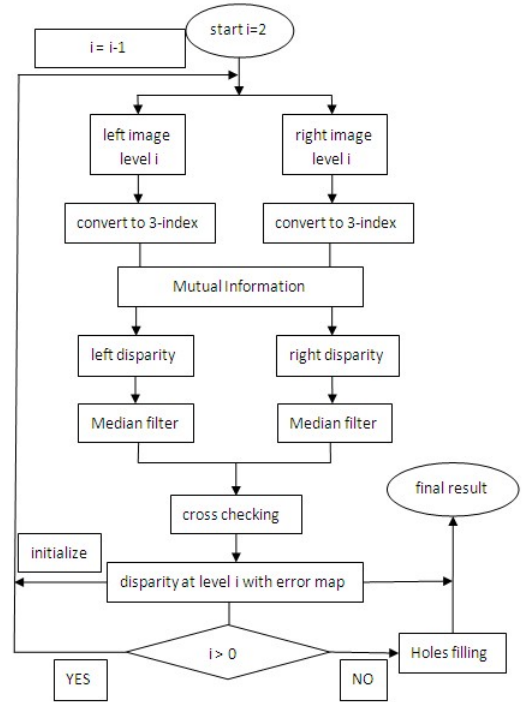 start i=2
i = i-1
left image
level i
right image
level i
convert to 3-index
convert to 3-index
Mutual Information
left disparity
right disparity
Median filter
Median filter
final result
cross checking
initialize
disparity at level i with error map
i > 0
Holes filling
YES
NO